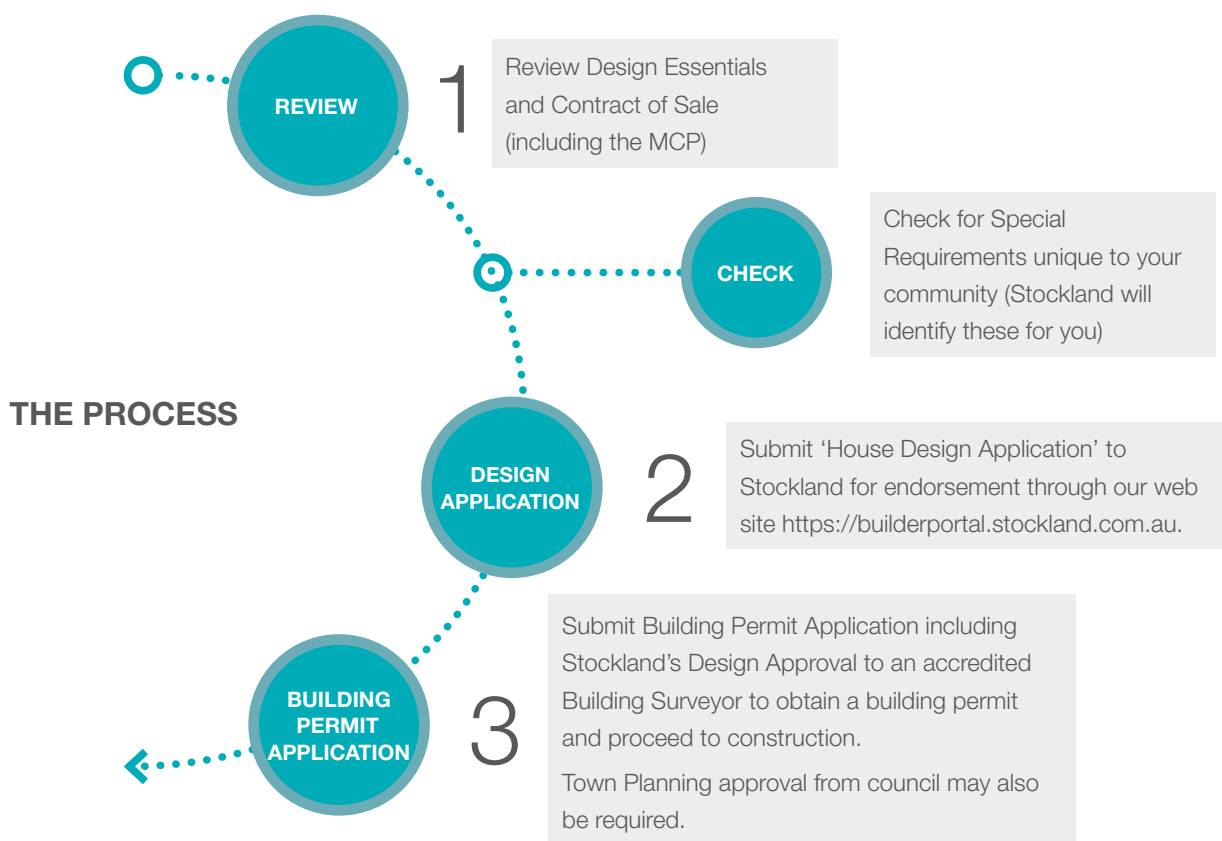 REVIEW
1
Review Design Essentials
and Contract of Sale
(including the MCP)
CHECK
Check for Special
Requirements unique to your
community (Stockland will
identify these for you)
THE PROCESS
DESIGN
APPLICATION
2
Submit ‘House Design Application’ to
Stockland for endorsement through our web
site https://builderportal.stockland.com.au.
BUILDING
PERMIT
APPLICATION
3
Submit Building Permit Application including
Stockland’s Design Approval to an accredited
Building Surveyor to obtain a building permit
and proceed to construction.
Town Planning approval from council may also
be required.